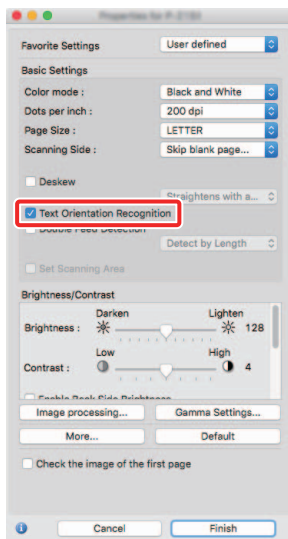 Favorite Settings User defined
Basic Settings
Color mode : Black and White
Dots per inch : 200 dpi
Page Size : LETTER
Scanning Side : Skip blank page...
Deskew
Straightens with a...
Text Orientation Recognition
Double Feed Detection
Detect by Length
Set Scanning Area
Brightness/Contrast
Darken Lighten
Brightness : 128
Low High
Contrast : 4
Enable Back Side Brightness
Image processing... Gamma Settings...
More... Default
Check the image of the first page
Cancel Finish